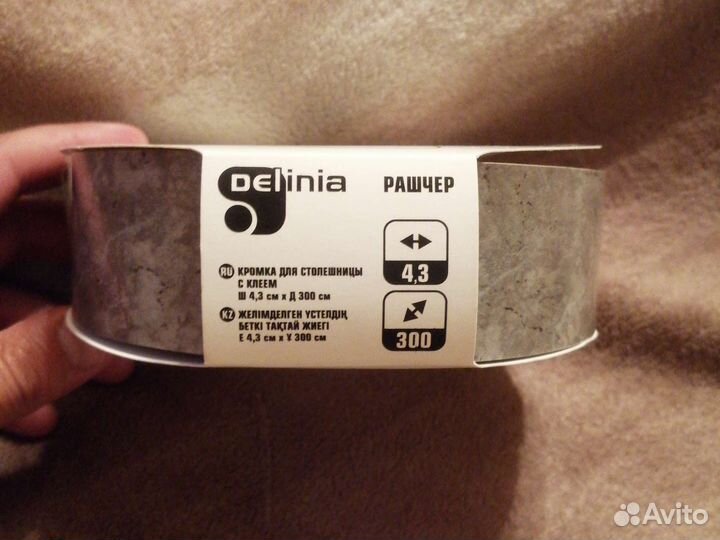 Delinia
РАШЧЕР
4,3
RU КРОМКА ДЛЯ СТОЛЕШНИЦЫ
С КЛЕЕМ
Ш 4,3 см х Д 300 см
KZ ЖЕЛІМДЕЛГЕН ҮСТЕЛДІҢ
БЕТКІ ТАҚТАЙ ЖИЕГІ
Е 4,3 см х Ұ 300 см
300
Avito